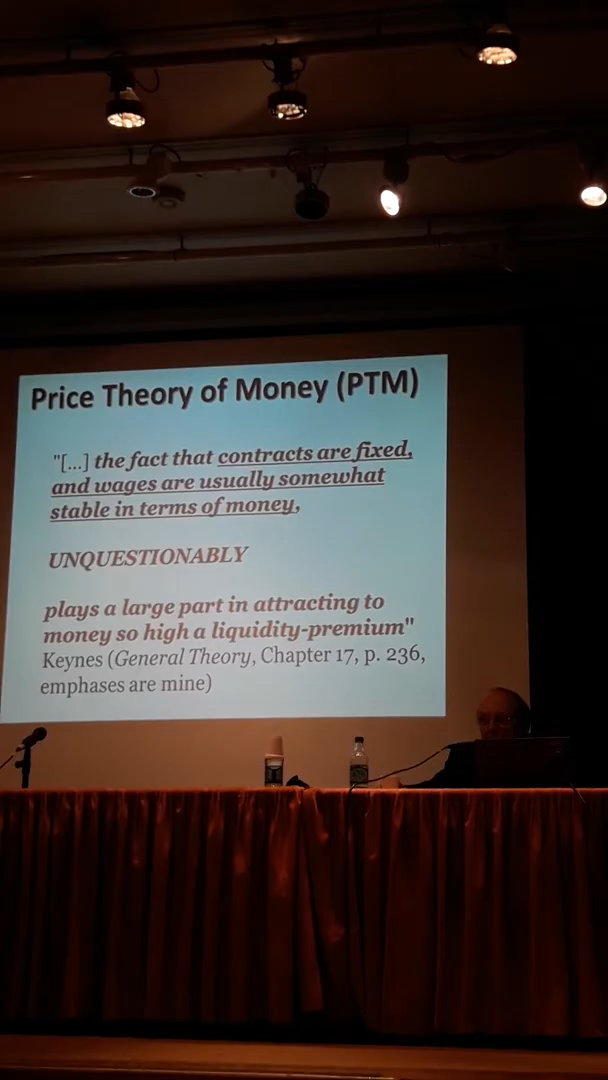 Price Theory of Money (PTM)
"[...] the fact that contracts are fixed,
and wages are usually somewhat
stable in terms of money,
UNQUESTIONABLY
plays a large part in attracting to
money so high a liquidity-premium"
Keynes (General Theory, Chapter 17, p. 236,
emphases are mine)